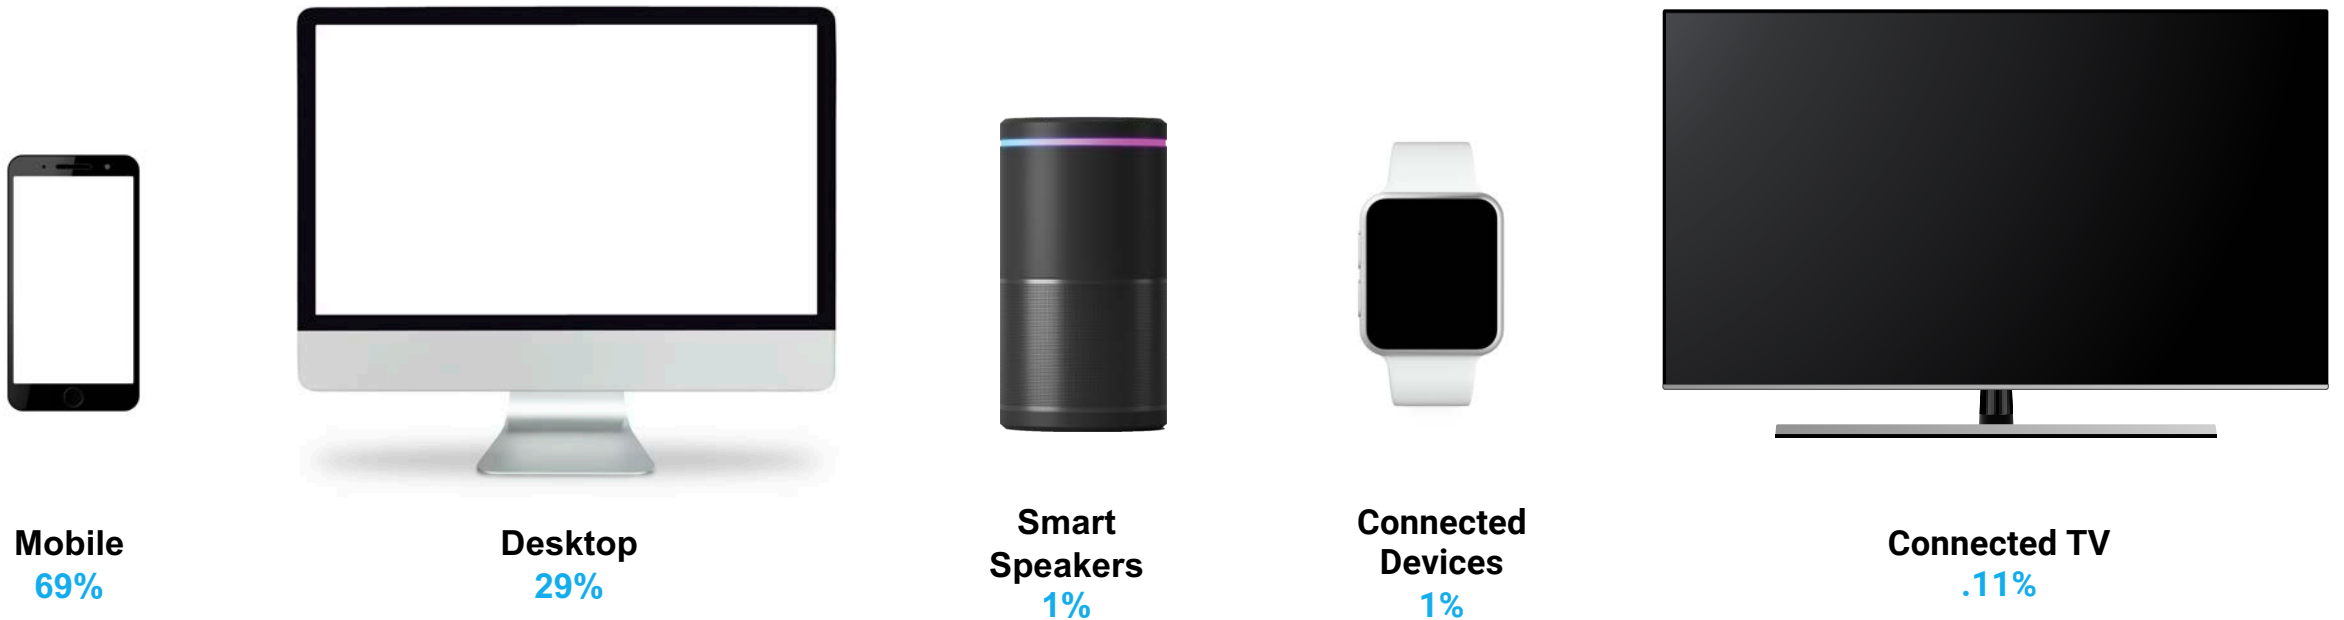 Mobile
69%
Desktop
29%
Smart
Speakers
1%
Connected
Devices
1%
Connected TV
.11%